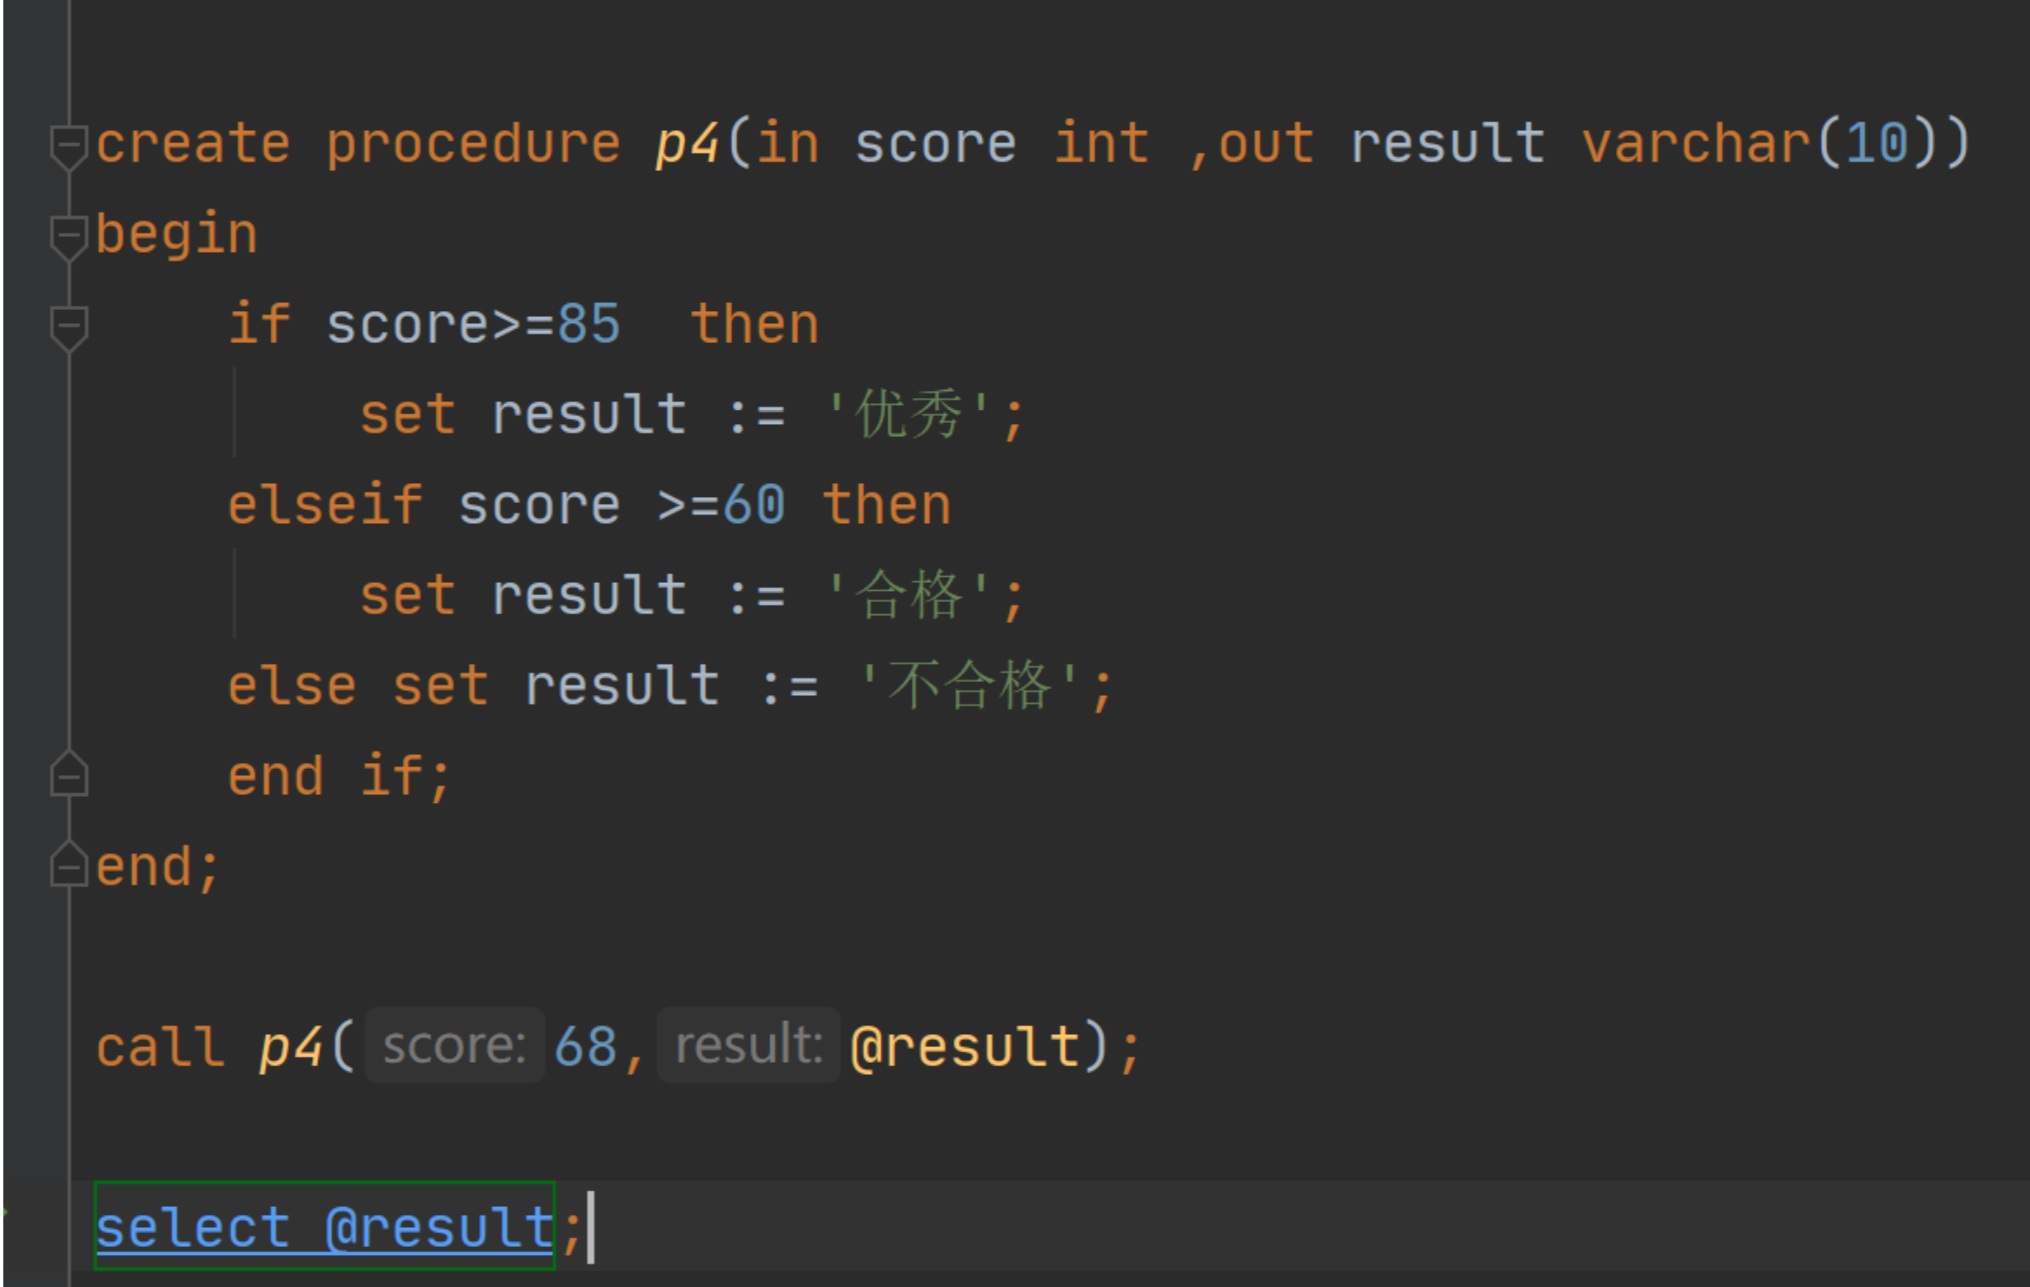 create procedure p4(in score int ,out result varchar(10))
begin
    if score>=85  then
        set result := '优秀';
    elseif score >=60 then
        set result := '合格';
    else set result := '不合格';
    end if;
end;
call p4( score: 68, result: @result);
select @result;